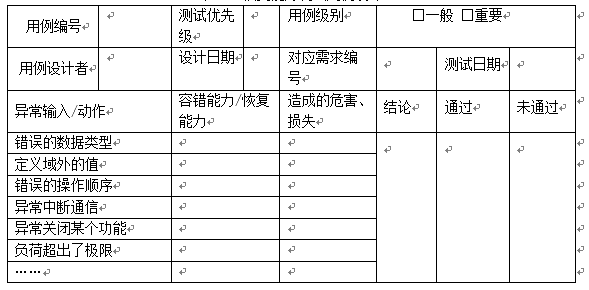 用例编号 测试优先级 用例级别 □一般 □重要
用例设计者 设计日期 对应需求编号 测试日期
异常输入/动作 容错能力/恢复能力 造成的危害、损失 结论 通过 未通过
错误的数据类型
定义域外的值
错误的操作顺序
异常中断通信
异常关闭某个功能
负荷超出了极限
……